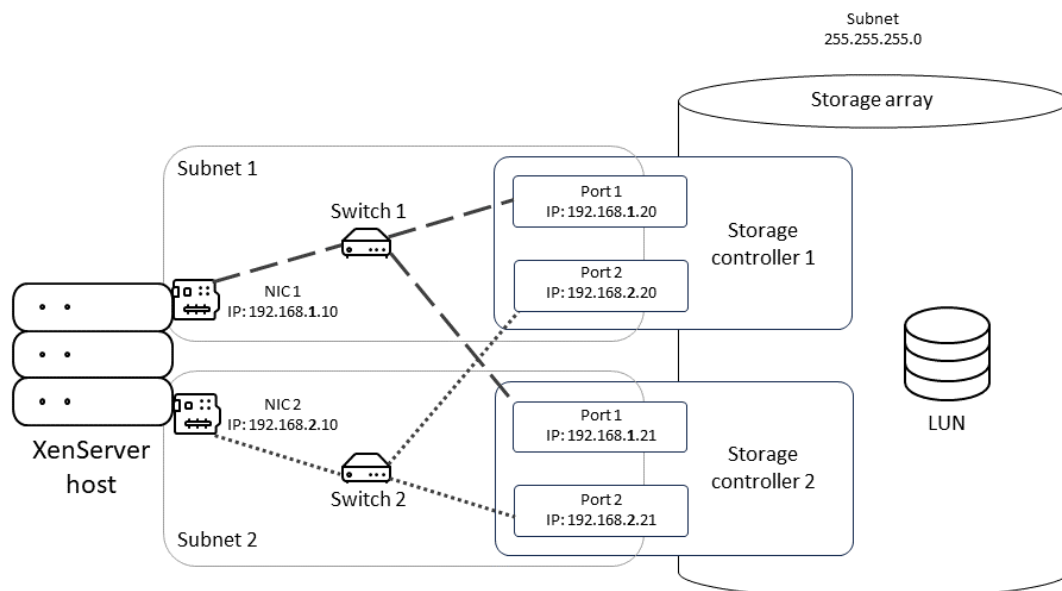 Subnet
255.255.255.0
Storage array
Subnet 1
Port 1
IP: 192.168.1.20
Switch 1
Storage
controller 1
Port 2
IP: 192.168.2.20
NIC 1
IP: 192.168.1.10
NIC 2
IP: 192.168.2.10
Port 1
IP: 192.168.1.21
LUN
XenServer
host
Storage
controller 2
Switch 2
Port 2
IP: 192.168.2.21
Subnet 2